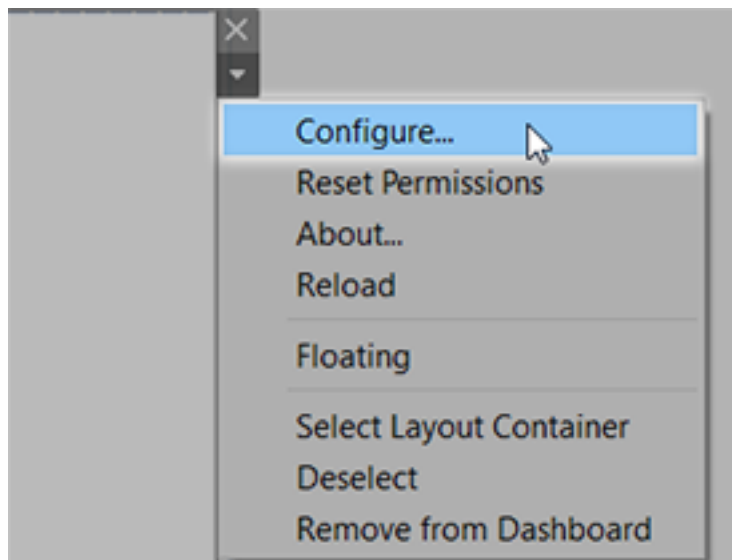 Configure...
Reset Permissions
About...
Reload
Floating
Select Layout Container
Deselect
Remove from Dashboard